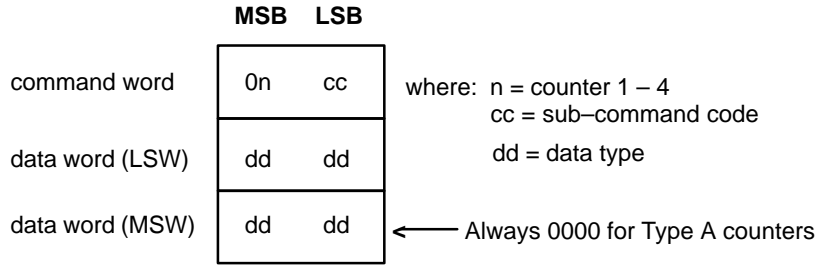 MSB LSB
command word 0n cc where: n = counter 1 – 4
cc = sub–command code
data word (LSW) dd dd dd = data type
data word (MSW) dd dd Always 0000 for Type A counters